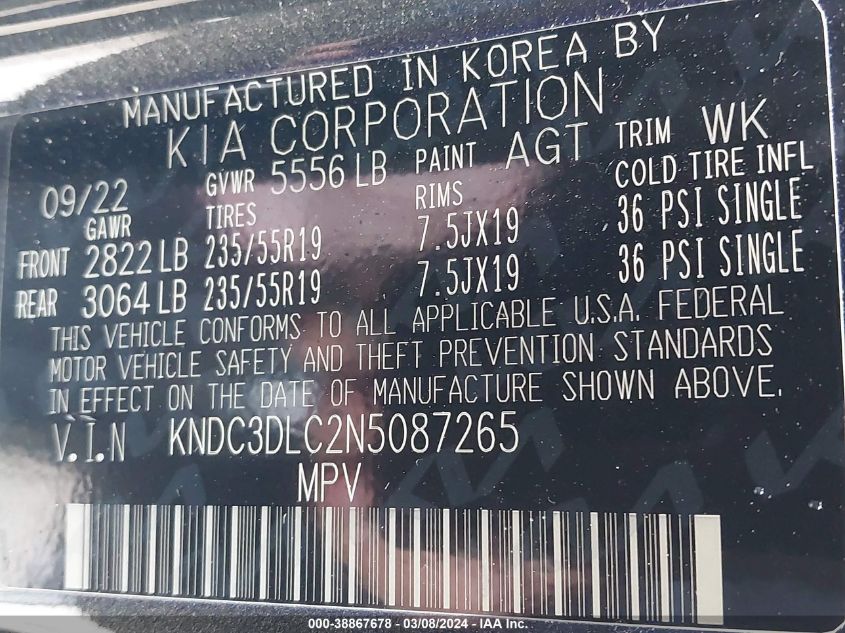 MANUFACTURED IN KOREA BY
KIA CORPORATION
09/22 GVWR 5556 LB PAINT AGT TRIM WK
GAWR TIRES RIMS COLD TIRE INFL
FRONT 2822 LB 235/55R19 7.5JX19 36 PSI SINGLE
REAR 3064 LB 235/55R19 7.5JX19 36 PSI SINGLE
THIS VEHICLE CONFORMS TO ALL APPLICABLE U.S.A. FEDERAL
MOTOR VEHICLE SAFETY AND THEFT PREVENTION STANDARDS
IN EFFECT ON THE DATE OF MANUFACTURE SHOWN ABOVE.
V.I.N KNDC3DLC2N5087265
MPV
000-38867678 - 03/08/2024 - IAA Inc.